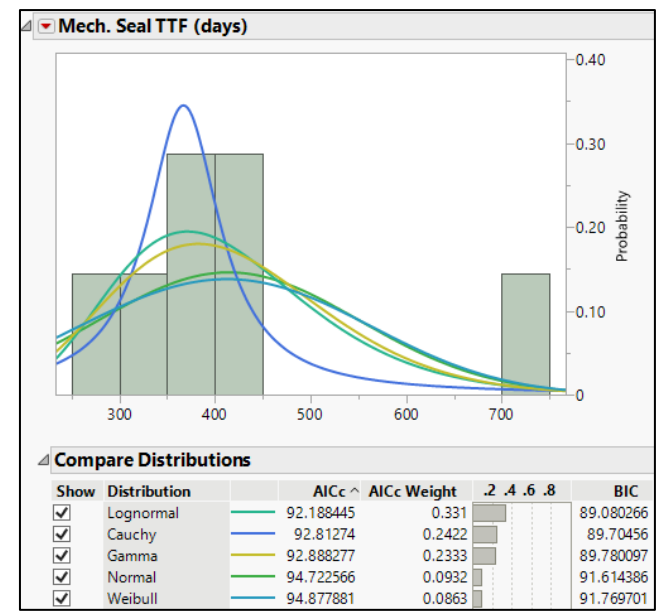 Mech. Seal TTF (days)
0.40
0.30
0.20
0.10
0
Probability
300 400 500 600 700
Compare Distributions
Show Distribution AICc ^ AICc Weight .2 .4 .6 .8 BIC
Lognormal 92.188445 0.331 89.080266
Cauchy 92.81274 0.2422 89.70456
Gamma 92.888277 0.2333 89.780097
Normal 94.722566 0.0932 91.614386
Weibull 94.877881 0.0863 91.769701